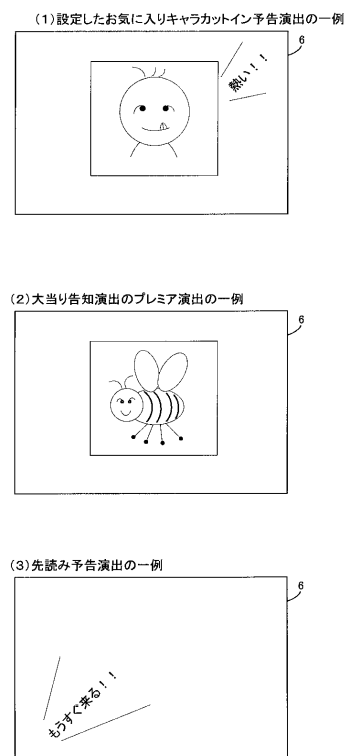 (1)設定したお気に入りキャラカットイン予告演出の一例
6
熱い!!
(2)大当り告知演出のプレミア演出の一例
6
(3)先読み予告演出の一例
6
もうすぐ来る!!